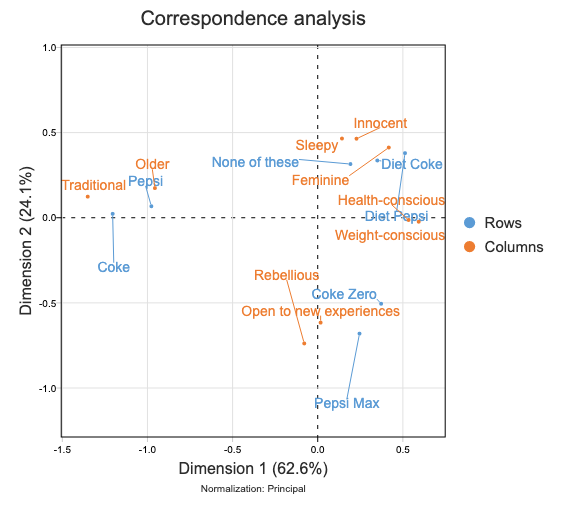 Correspondence analysis
1.0
0.5
0.0
-0.5
-1.0
Dimension 2 (24.1%)
Innocent
Sleepy
None of these
Diet Coke
Older
Feminine
Traditional
Pepsi
Health-conscious
Diet Pepsi
Weight-conscious
Coke
Rebellious
Coke Zero
Open to new experiences
Pepsi Max
Rows
Columns
-1.5
-1.0
-0.5
0.0
0.5
Dimension 1 (62.6%)
Normalization: Principal